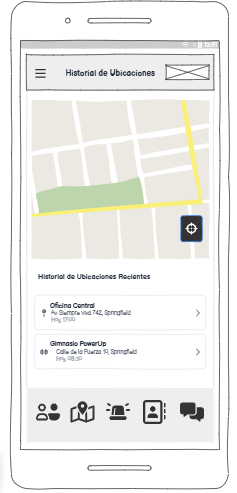 Historial de Ubicaciones
Historial de Ubicaciones Recientes
Oficina Central
Av. Siempre viva 742, Springfield
Hoy, 17:00
Gimnasio PowerUp
Calle de la Fuerza 10, Springfield
Hoy, 08:30